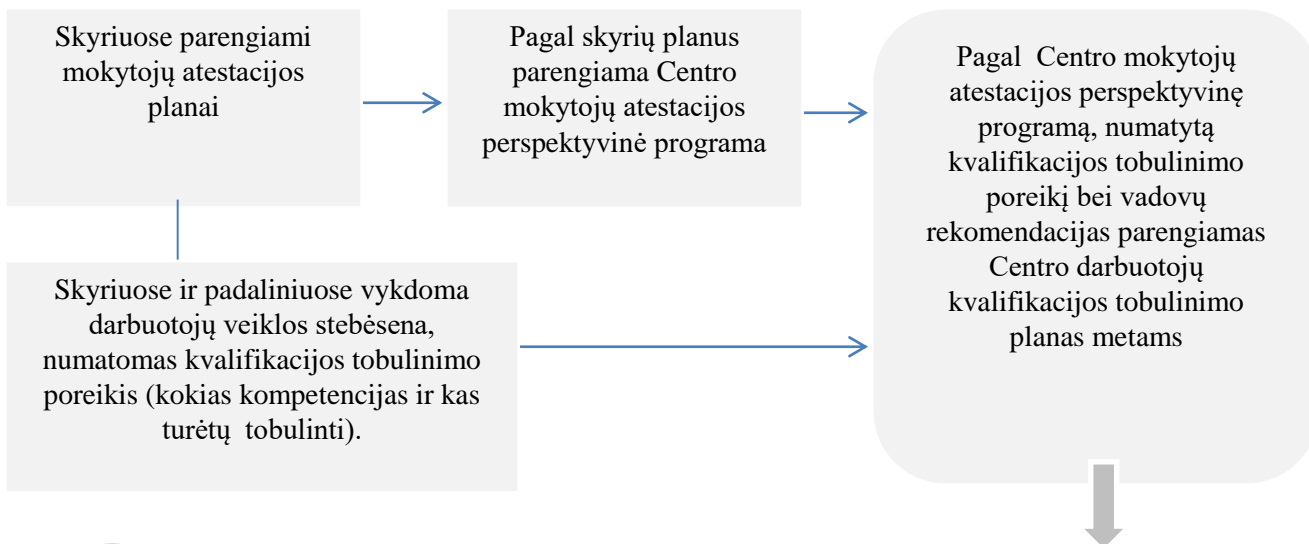 Skyriuose parengiami
mokytojų atestacijos
planai
Pagal skyrių planus
parengiama Centro
mokytojų atestacijos
perspektyvinė programa
Pagal Centro mokytojų
atestacijos perspektyvinę
programą, numatytą
kvalifikacijos tobulinimo
poreikį bei vadovų
rekomendacijas parengiamas
Centro darbuotojų
kvalifikacijos tobulinimo
planas metams
Skyriuose ir padaliniuose vykdoma
darbuotojų veiklos stebėsena,
numatomas kvalifikacijos tobulinimo
poreikis (kokias kompetencijas ir kas
turėtų tobulinti).